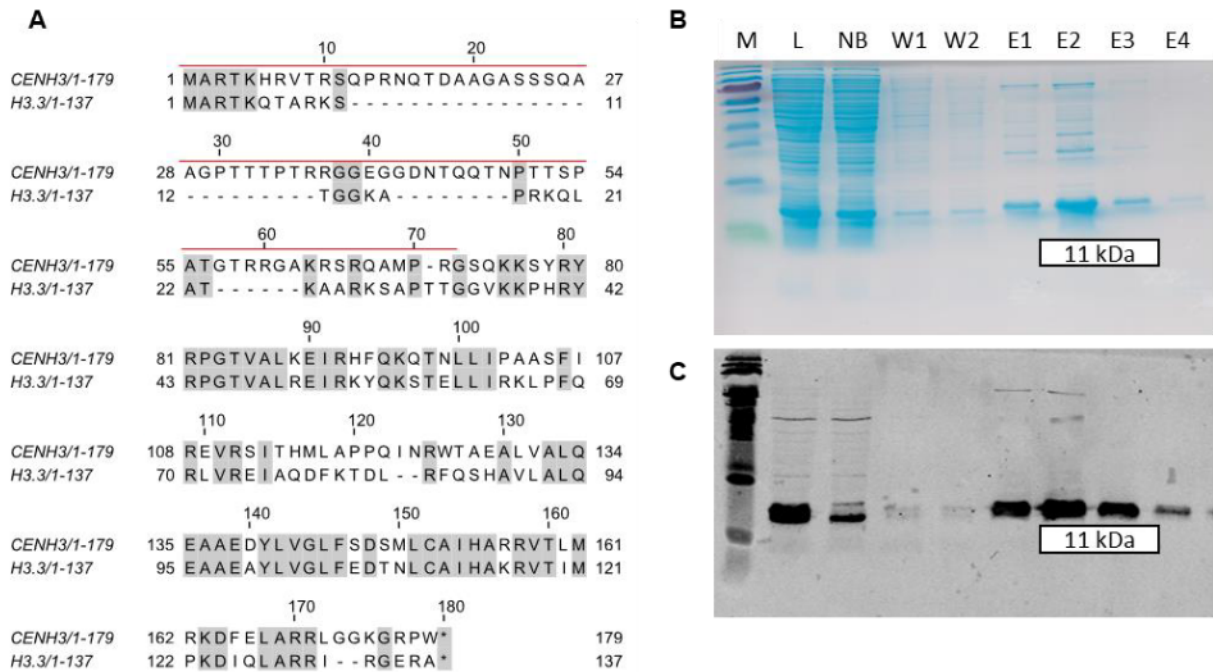 A
10 20
CENH3/1-179 1 MARTKHRVTRSQPRNQTDAAGASSSQA 27
H3.3/1-137 1 MARTKQTARKS - - - - - - - - - - - - - - - - 11
30 40 50
CENH3/1-179 28 AGPTTTPTRRGGEGGDNTQQTNPTTSP 54
H3.3/1-137 12 - - - - - - - - - TGGKA - - - - - - - - PRKQL 21
60 70 80
CENH3/1-179 55 ATGTRRGAKRSRQAMP - RGSQKKSYRY 80
H3.3/1-137 22 AT - - - - - - KAARKSAPTTGGVKKPHRY 42
90 100
CENH3/1-179 81 RPGTVALKEIRHFQKQTNLLIPAASFI 107
H3.3/1-137 43 RPGTVALREIRKYQKSTELLIRKLPFQ 69
110 120 130
CENH3/1-179 108 REVRSITHMLAPPQINRWTAEALVALQ 134
H3.3/1-137 70 RLVREIAQDFKTDL - - RFQSHAVLALQ 94
140 150 160
CENH3/1-179 135 EAAEDYLVGLFSDSMLCAIHARRVTLM 161
H3.3/1-137 95 EAAEAYLVGLFEDTNLCAIHAKRVTIM 121
170 180
CENH3/1-179 162 RKDFELARRLGGKGRPW* 179
H3.3/1-137 122 PKDIQLARRI - - RGERA* 137
B
M L NB W1 W2 E1 E2 E3 E4
11 kDa
C
11 kDa